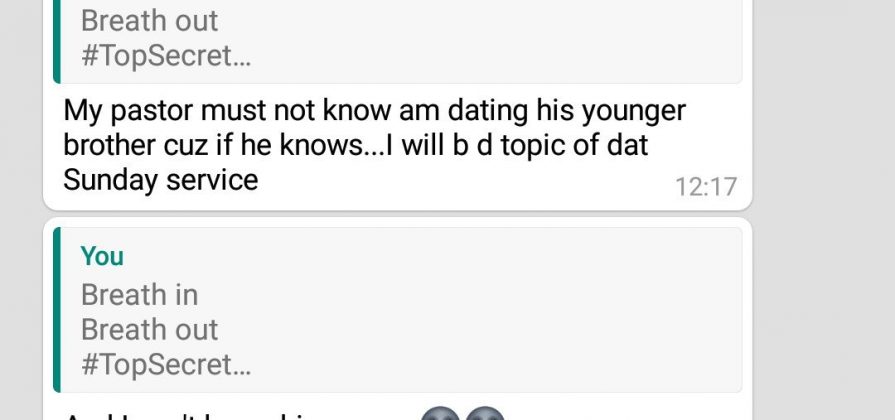 Breath out
#TopSecret...
My pastor must not know am dating his younger
brother cuz if he knows...I will b d topic of dat
Sunday service
12:17
You
Breath in
Breath out
#TopSecret...